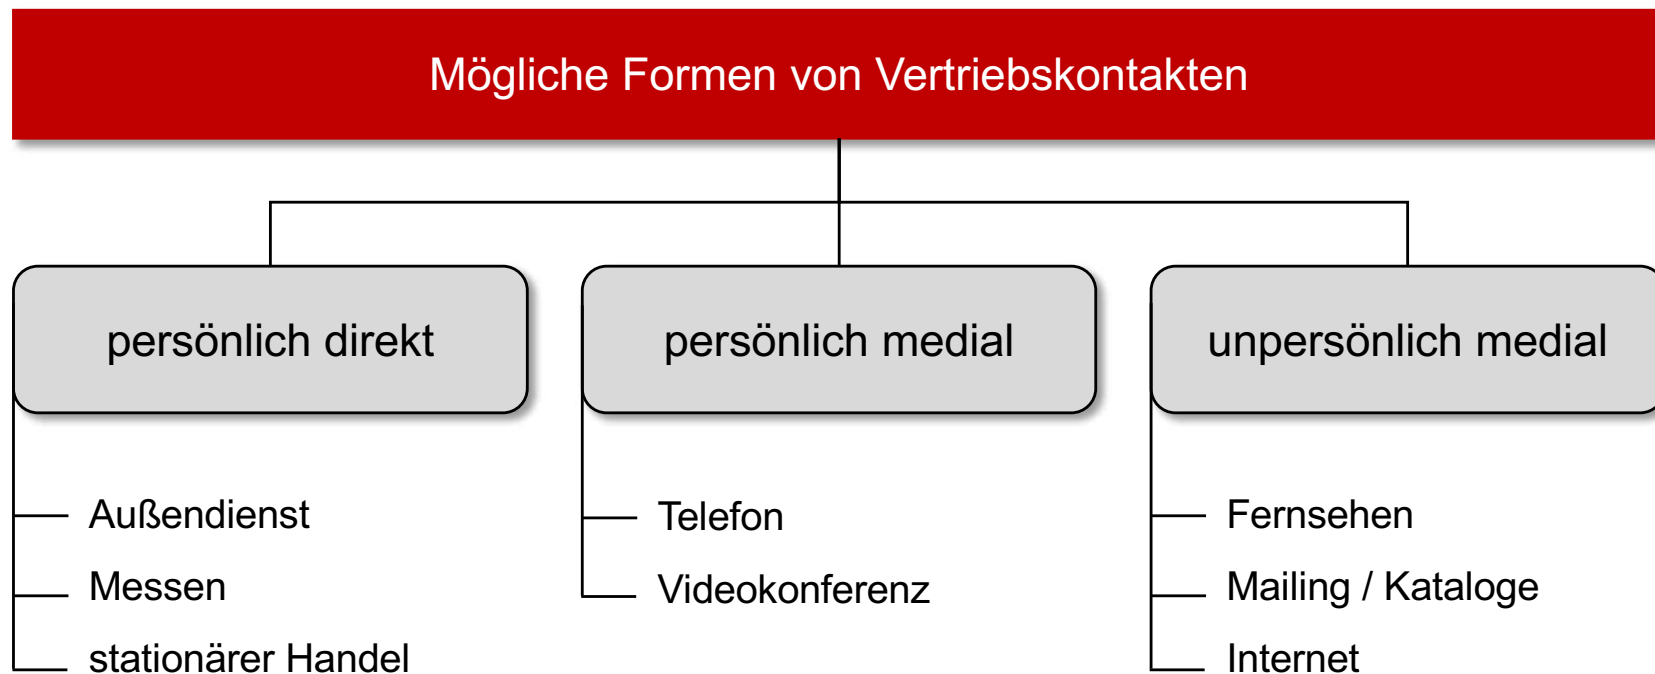 Mögliche Formen von Vertriebskontakten
persönlich direkt
Außendienst
Messen
stationärer Handel
persönlich medial
Telefon
Videokonferenz
unpersönlich medial
Fernsehen
Mailing / Kataloge
Internet